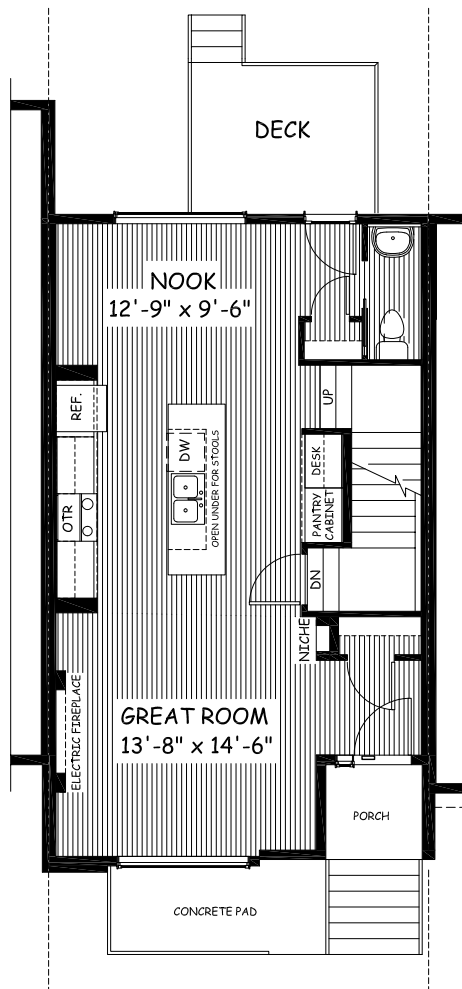 DECK
NOOK
12'-9" x 9'-6"
REF.
UP
DW
OPEN UNDER FOR STOOLS
DESK
OTR
PANTRY
CABINET
DN
NICHE
ELECTRIC FIREPLACE
GREAT ROOM
13'-8" x 14'-6"
PORCH
CONCRETE PAD